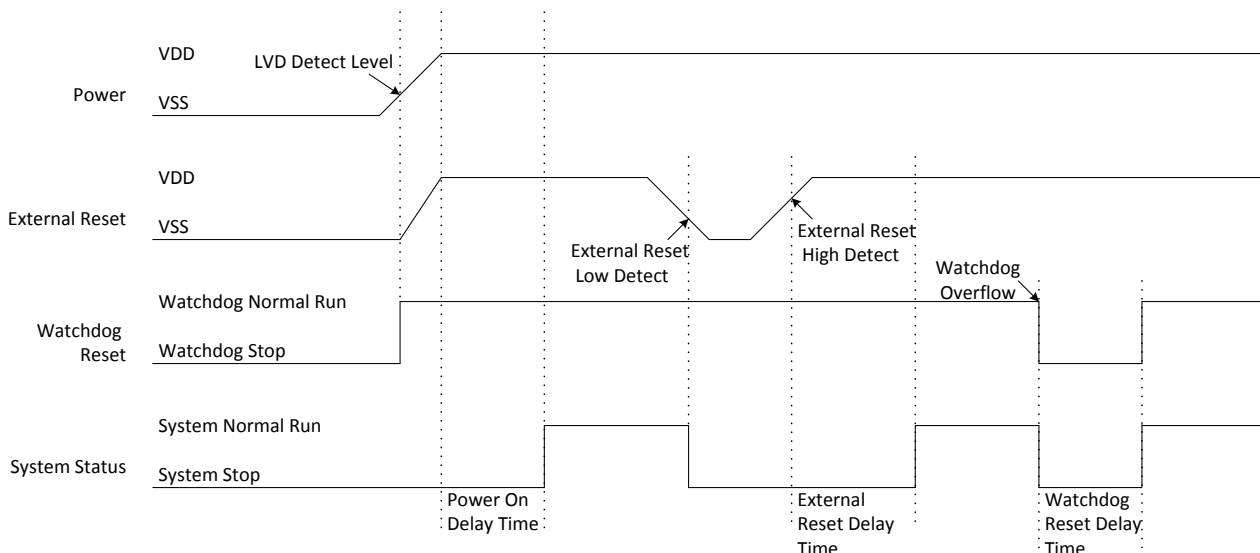 VDD
LVD Detect Level
Power
VSS
VDD
External Reset
VSS
External Reset
Low Detect
External Reset
High Detect
Watchdog
Overflow
Watchdog Normal Run
Watchdog
Reset
Watchdog Stop
System Normal Run
System Status
System Stop
Power On
Delay Time
External
Reset Delay
Time
Watchdog
Reset Delay
Time